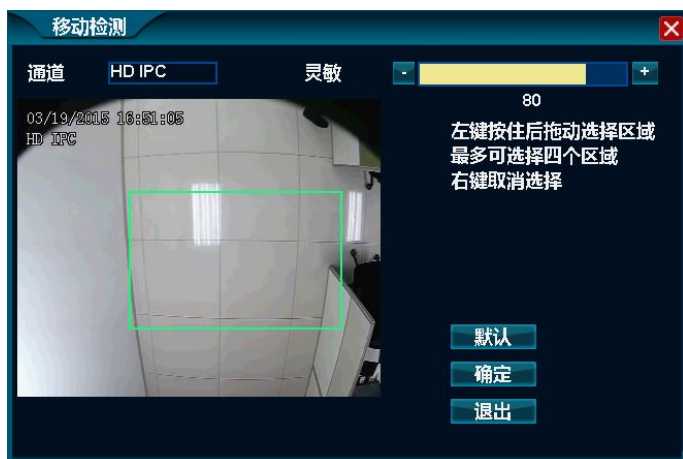 移动检测
通道 HD IPC 灵敏 - +
80
03/19/2015 16:51:05
HD IPC
左键按住后拖动选择区域
最多可选择四个区域
右键取消选择
默认
确定
退出